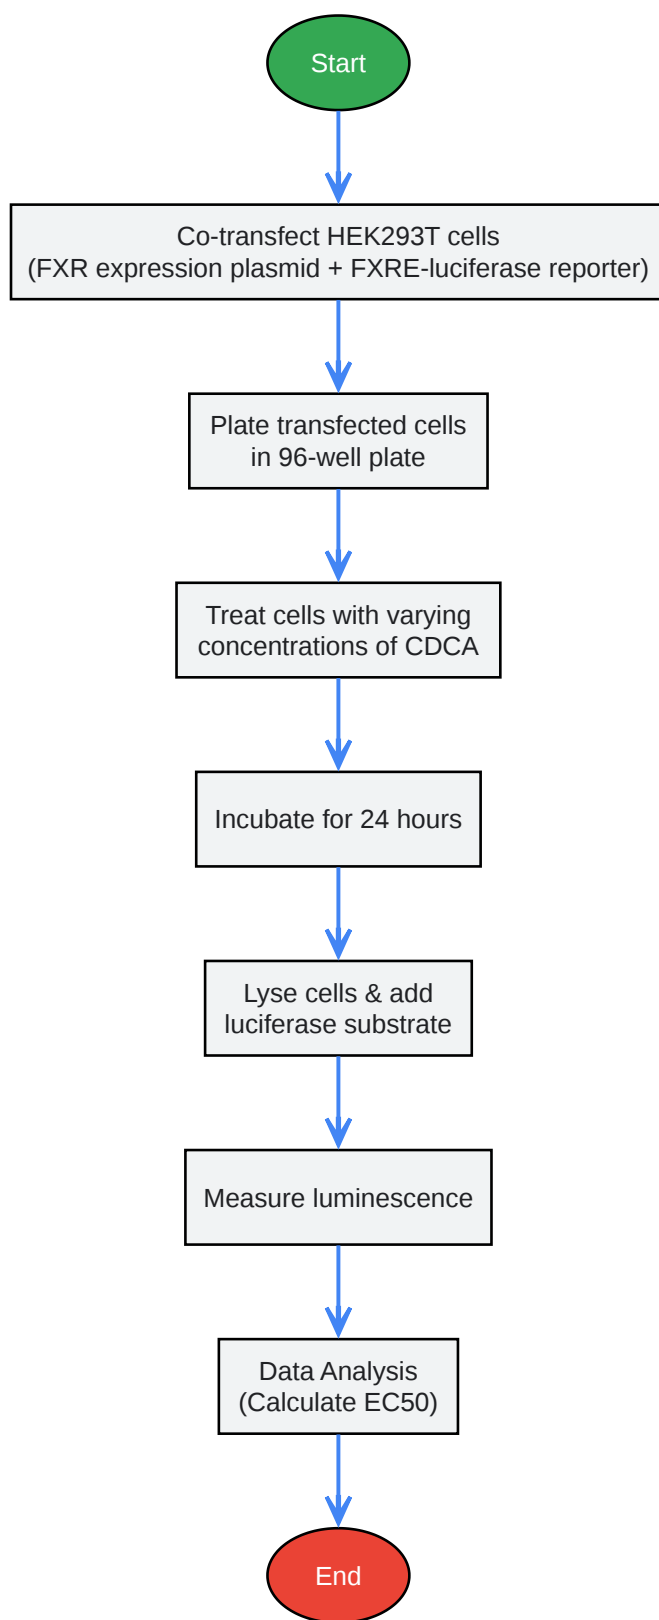 Start
Co-transfect HEK293T cells
(FXR expression plasmid + FXRE-luciferase reporter)
Plate transfected cells
in 96-well plate
Treat cells with varying
concentrations of CDCA
Incubate for 24 hours
Lyse cells & add
luciferase substrate
Measure luminescence
Data Analysis
(Calculate EC50)
End